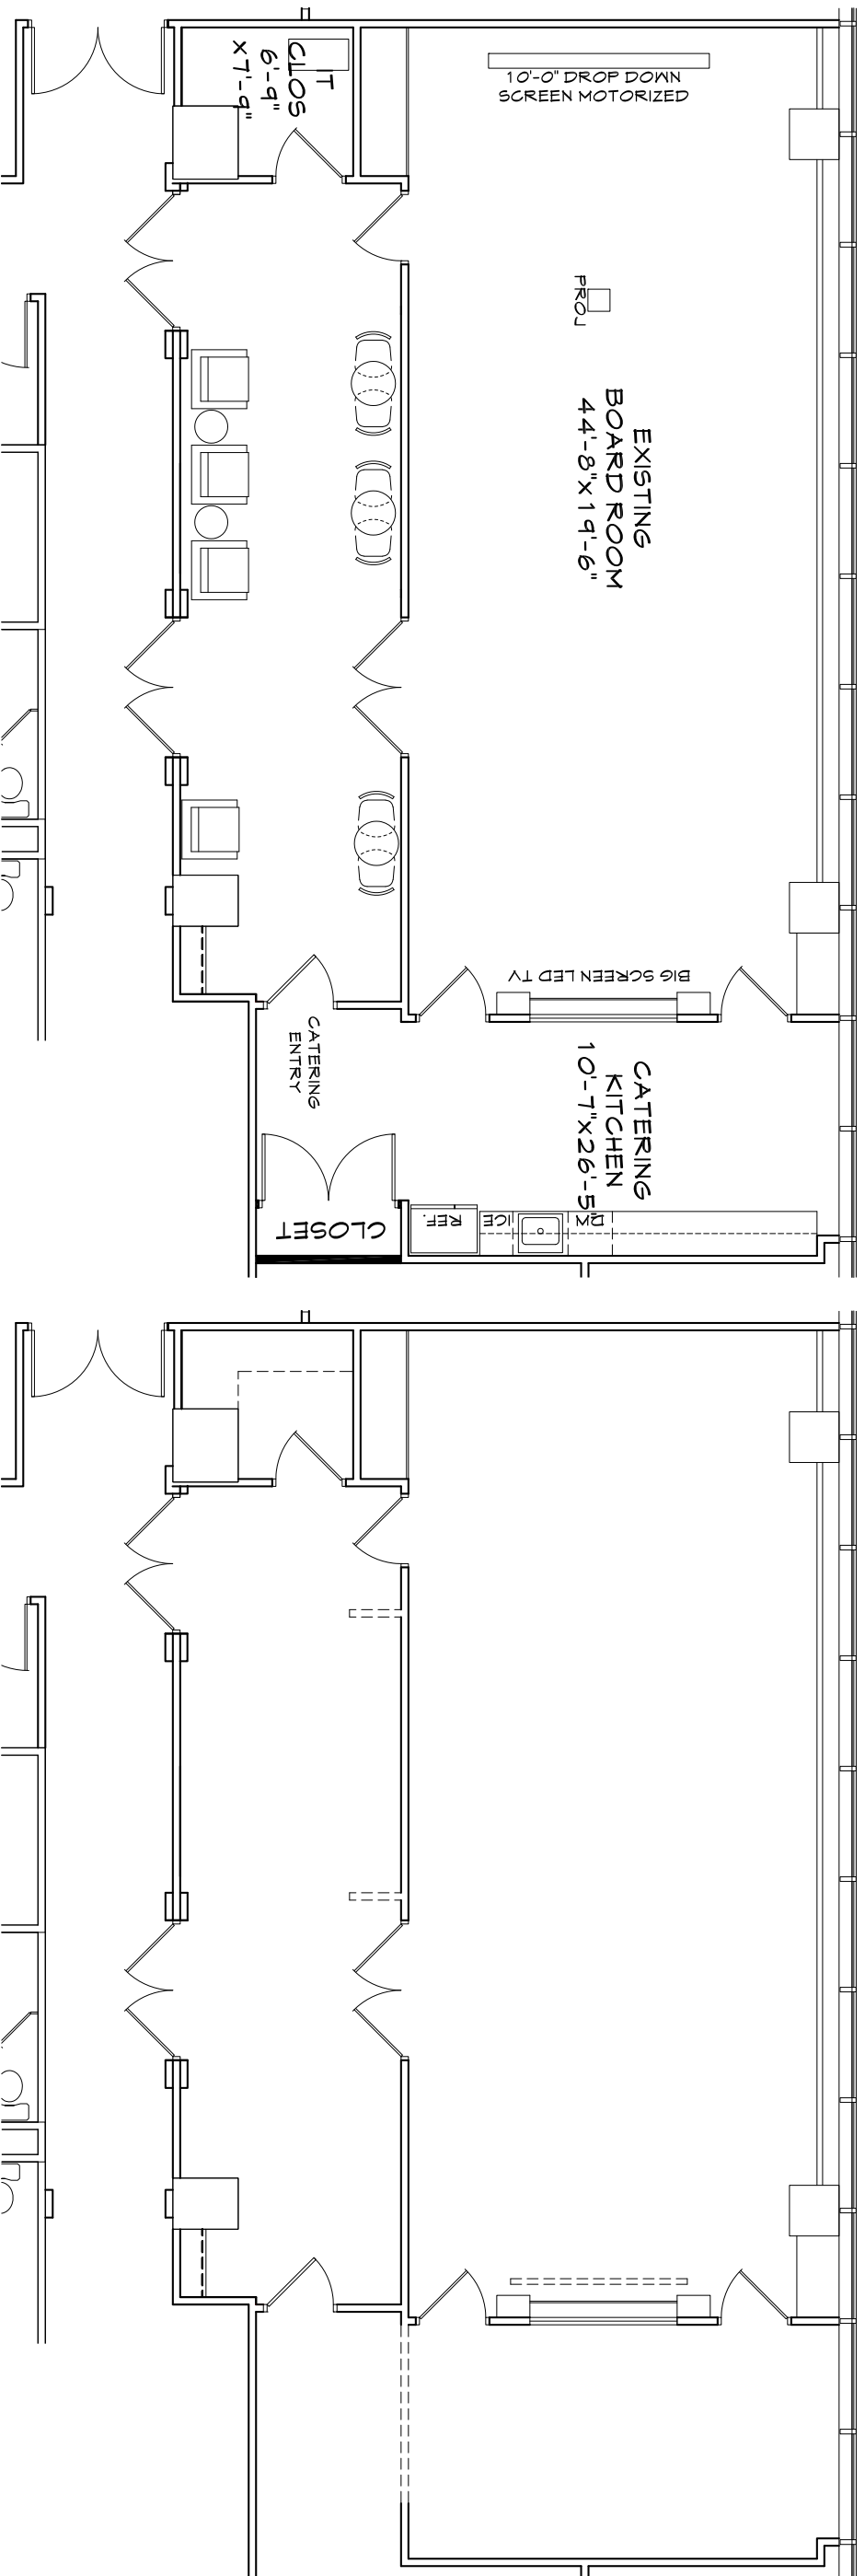 IT
CLOS
6'-9"
x7'-9"
10'-0" DROP DOWN
SCREEN MOTORIZED
PROJ
EXISTING
BOARD ROOM
44'-8"x19'-6"
BIG SCREEN LED TV
CATERING
ENTRY
CATERING
KITCHEN
10'-7"x26'-5"
CLOSET
REF.
ICE
DW